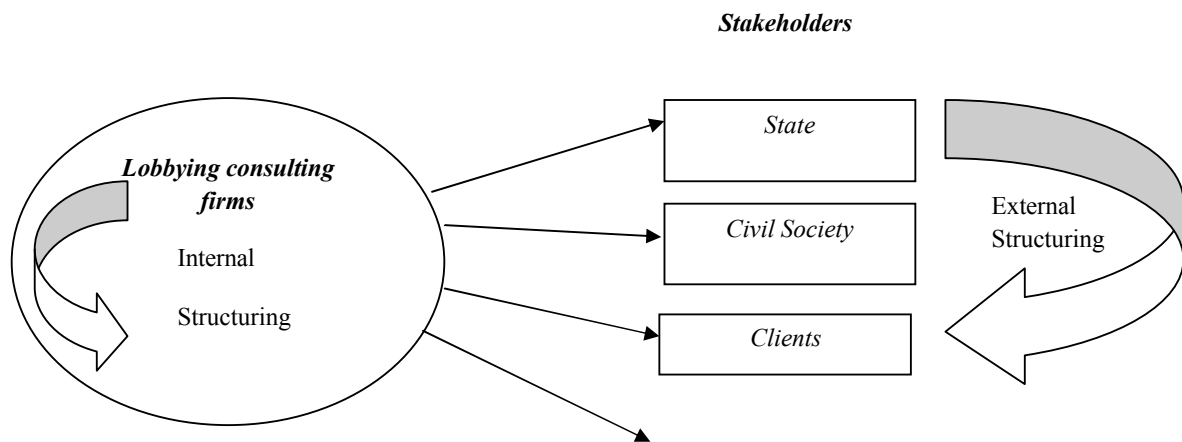 Stakeholders
Lobbying consulting
firms
Internal
Structuring
State
Civil Society
Clients
External
Structuring